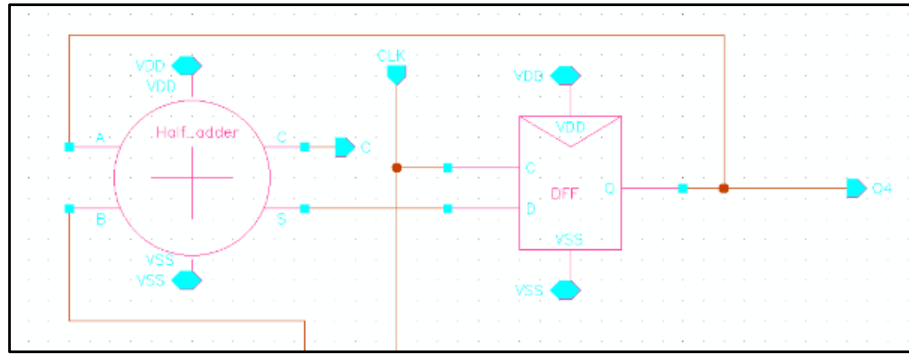 CLK
VDD
VDD
VDD
VDD
A
Half_adder
C
C
C
DFF
Q
Q4
B
S
D
VSS
VSS
VSS
VSS